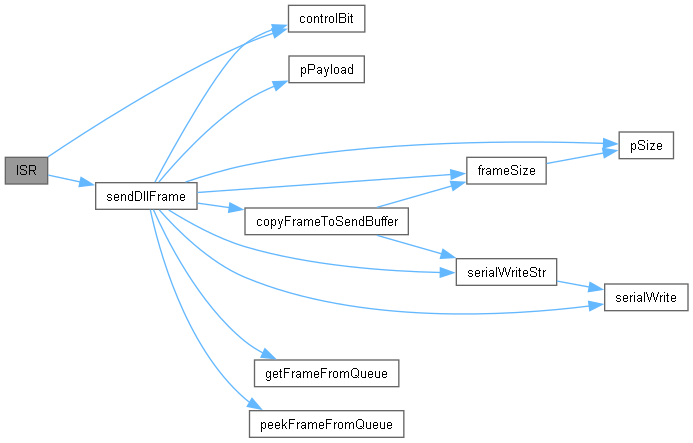 controlBit
pPayload
pSize
ISR
frameSize
sendDllFrame
copyFrameToSendBuffer
serialWriteStr
serialWrite
getFrameFromQueue
peekFrameFromQueue